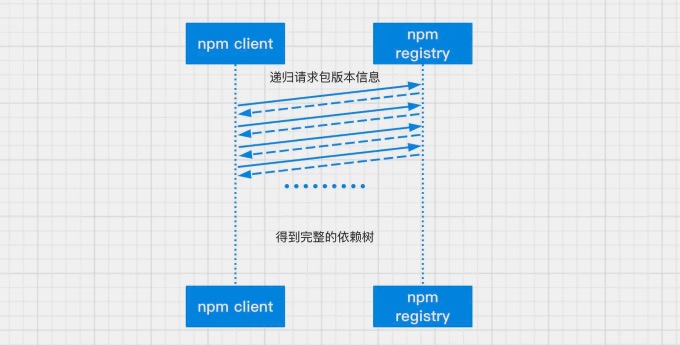 npm client
npm
registry
递归请求包版本信息
得到完整的依赖树
npm client
npm
registry